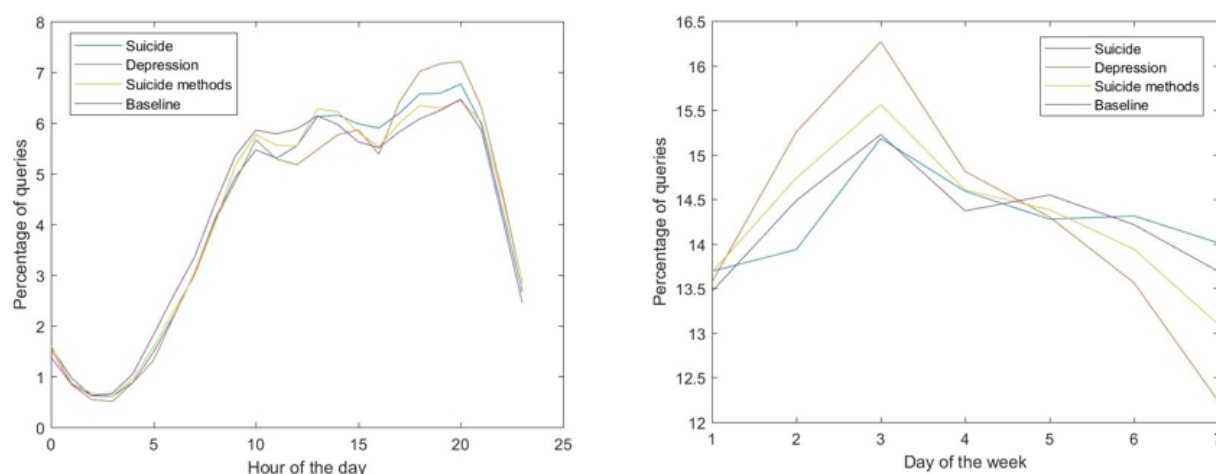 8
7
6
5
4
3
2
1
0
Percentage of queries
Suicide
Depression
Suicide methods
Baseline
0 5 10 15 20 25
Hour of the day
16.5
16
15.5
15
14.5
14
13.5
13
12.5
12
Percentage of queries
Suicide
Depression
Suicide methods
Baseline
1 2 3 4 5 6 7
Day of the week